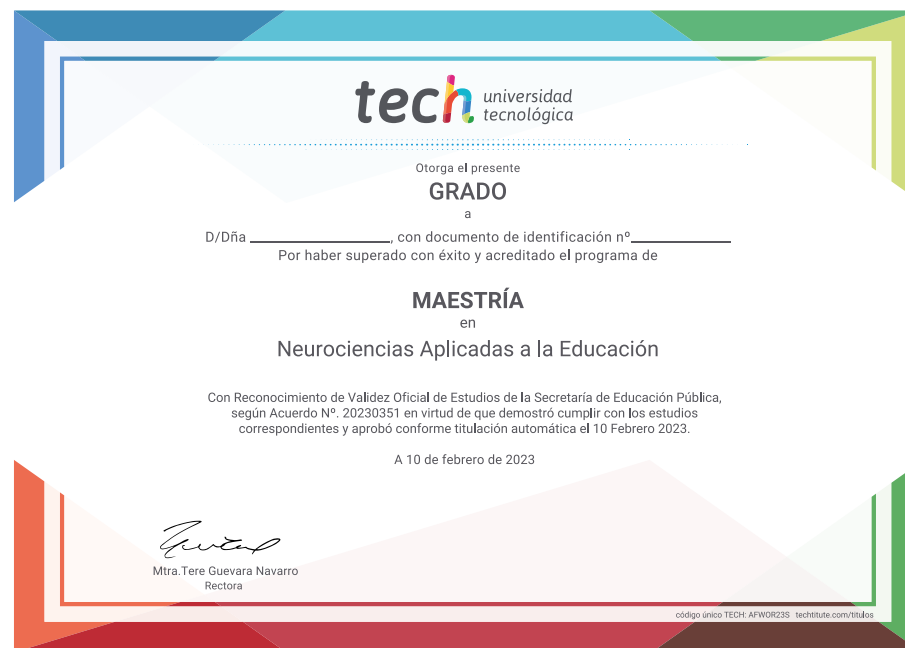 tech universidad
tecnológica
Otorga el presente
GRADO
a
D/Dña ____________________, con documento de identificación nº______________
Por haber superado con éxito y acreditado el programa de
MAESTRÍA
en
Neurociencias Aplicadas a la Educación
Con Reconocimiento de Validez Oficial de Estudios de la Secretaría de Educación Pública,
según Acuerdo Nº. 20230351 en virtud de que demostró cumplir con los estudios
correspondientes y aprobó conforme titulación automática el 10 Febrero 2023.
A 10 de febrero de 2023
Mtra.Tere Guevara Navarro
Rectora
código único TECH: AFWOR23S techtitute.com/titulos